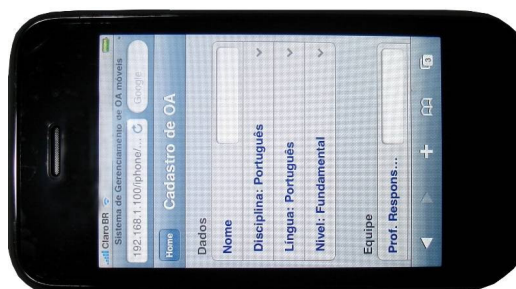 Claro BR
Sistema de Gerenciamento de OA móveis
192.168.1.100/iphone/... Google
Home Cadastro de OA
Dados
Nome
Disciplina: Português
Língua: Português
Nível: Fundamental
Equipe
Prof. Respons...
3